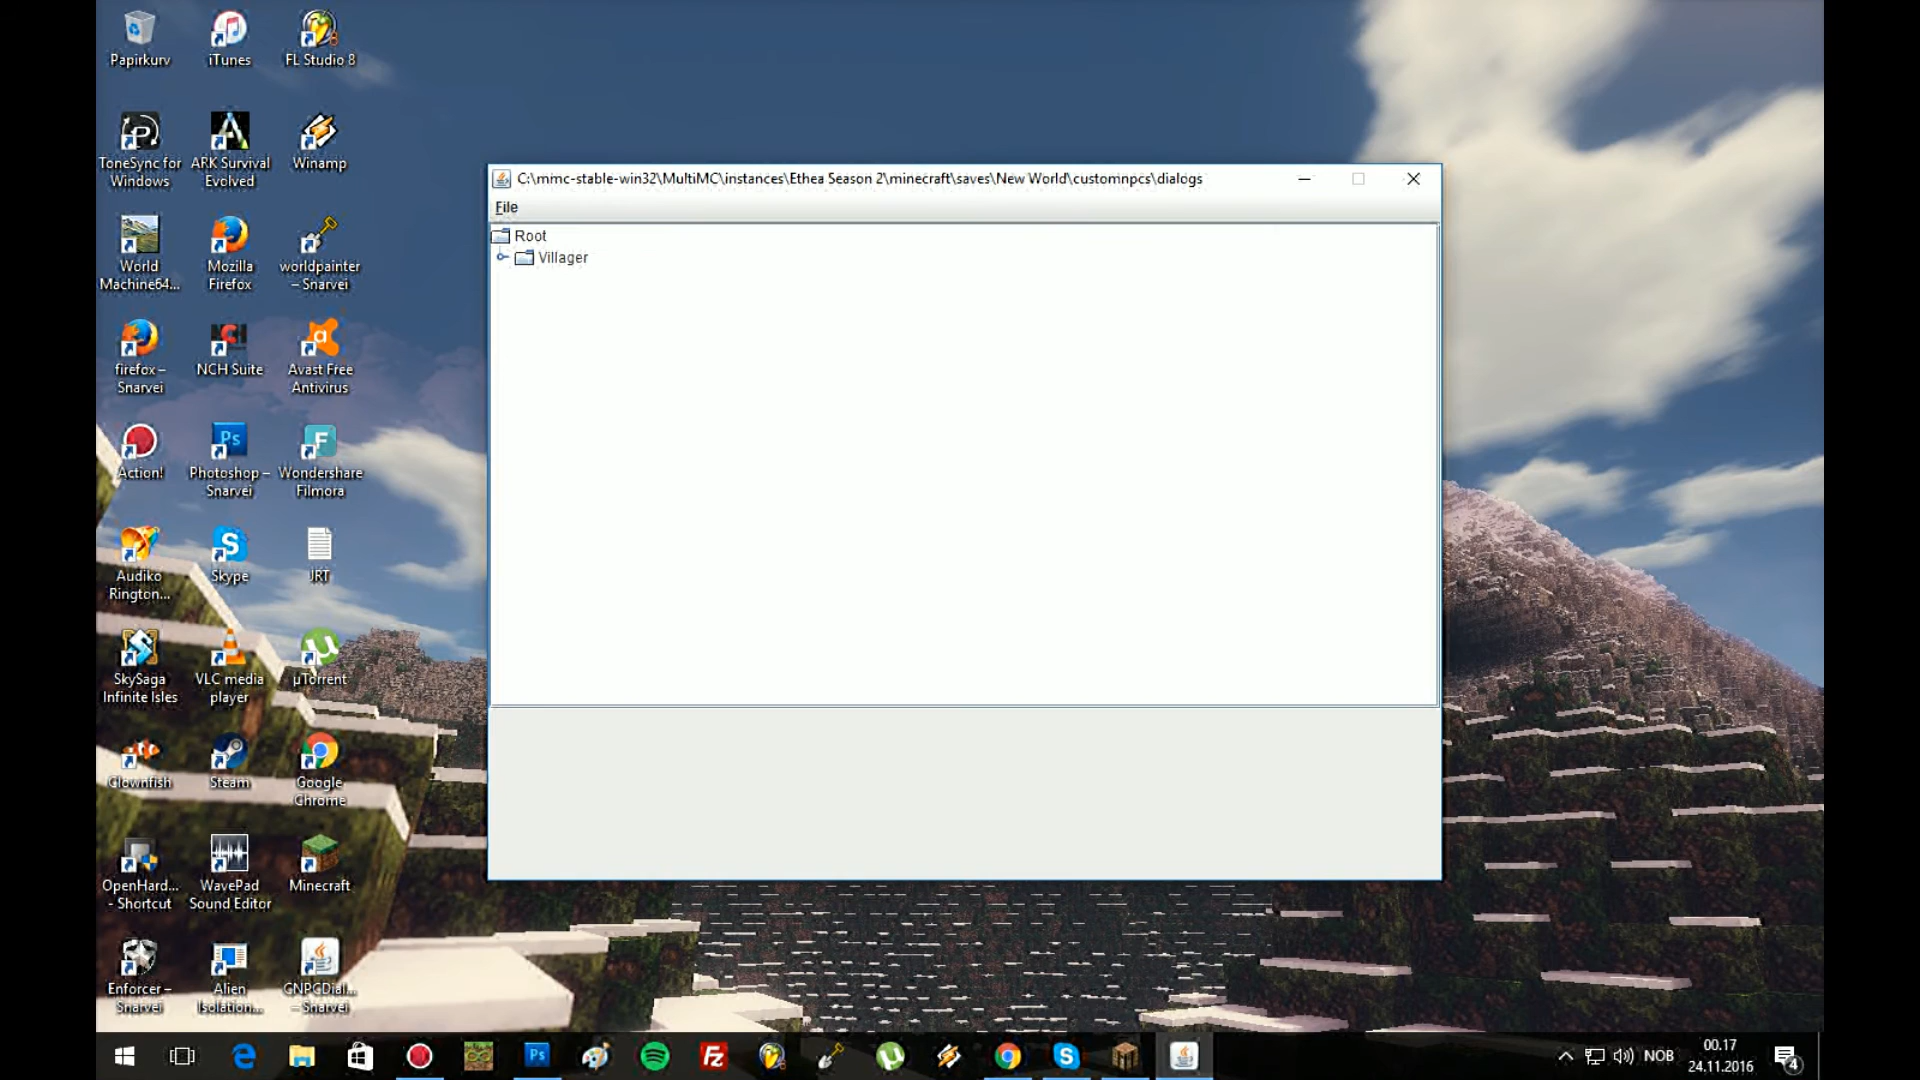 Papirkurv
iTunes
FL Studio 8
ToneSync for
Windows
ARK Survival
Evolved
Winamp
World
Machine64...
Mozilla
Firefox
worldpainter
– Snarvei
firefox –
Snarvei
NCH Suite
Avast Free
Antivirus
Action!
Photoshop –
Snarvei
Wondershare
Filmora
Audiko
Rington...
Skype
JRT
SkySaga
Infinite Isles
VLC media
player
µTorrent
Clownfish
Steam
Google
Chrome
OpenHard...
- Shortcut
WavePad
Sound Editor
Minecraft
Enforcer –
Snarvei
Alien
Isolation...
CNPCDial...
– Snarvei
C:\mmc-stable-win32\MultiMC\instances\Ethea Season 2\minecraft\saves\New World\customnpcs\dialogs
File
Root
Villager
NOB
00.17
24.11.2016
4